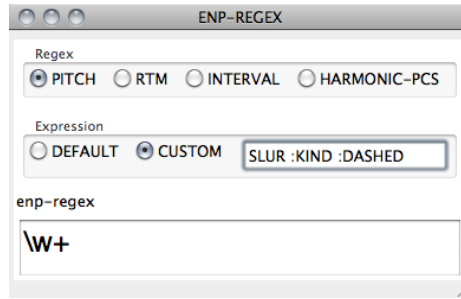 ENP-REGEX
Regex
PITCH RTM INTERVAL HARMONIC-PCS
Expression
DEFAULT CUSTOM SLUR :KIND :DASHED
enp-regex
\w+